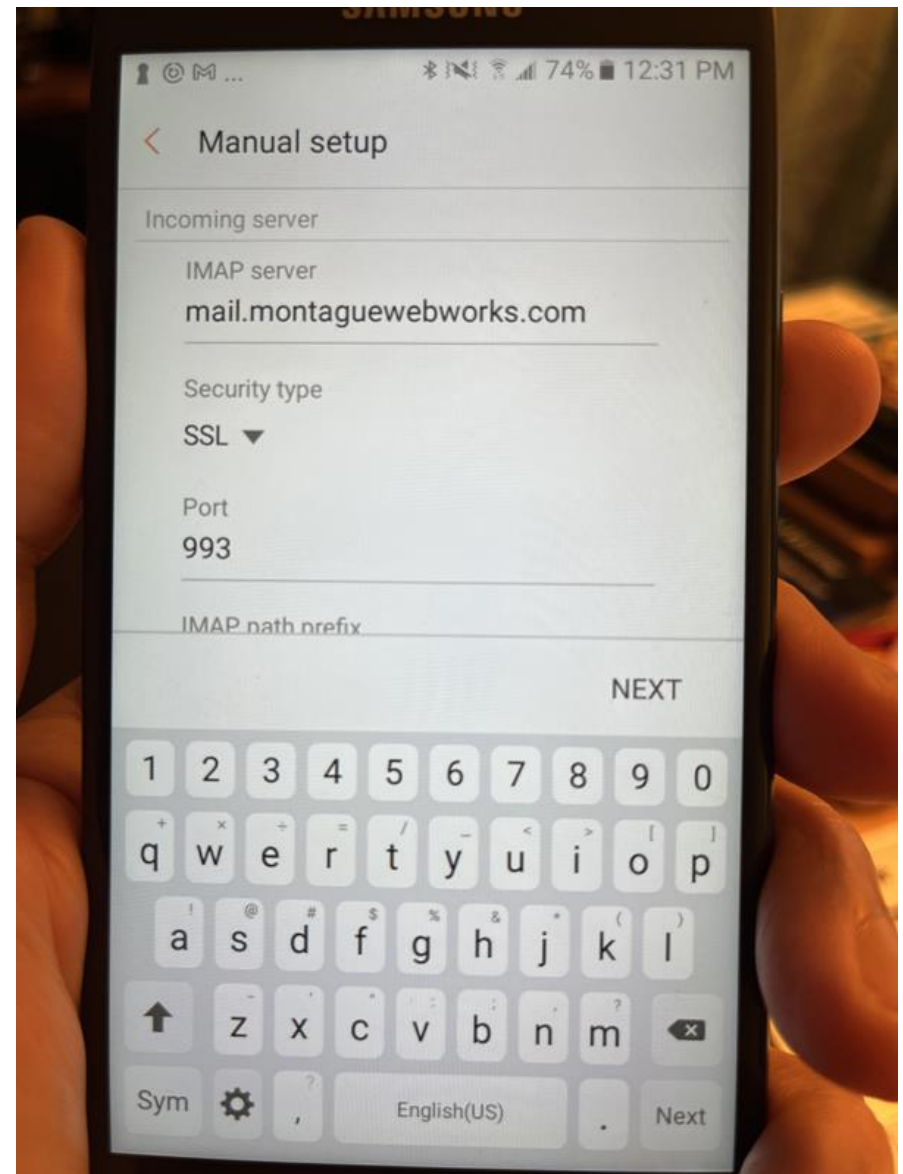 SAMSUNG
... 74% 12:31 PM
< Manual setup
Incoming server
IMAP server
mail.montaguewebworks.com
Security type
SSL
Port
993
IMAP path prefix
NEXT
1 2 3 4 5 6 7 8 9 0
+ × ÷ = / _ < > [ ]
q w e r t y u i o p
! @ # $ % & * ( )
a s d f g h j k l
- ' " : ; , ?
z x c v b n m
?
Sym , English(US) . Next